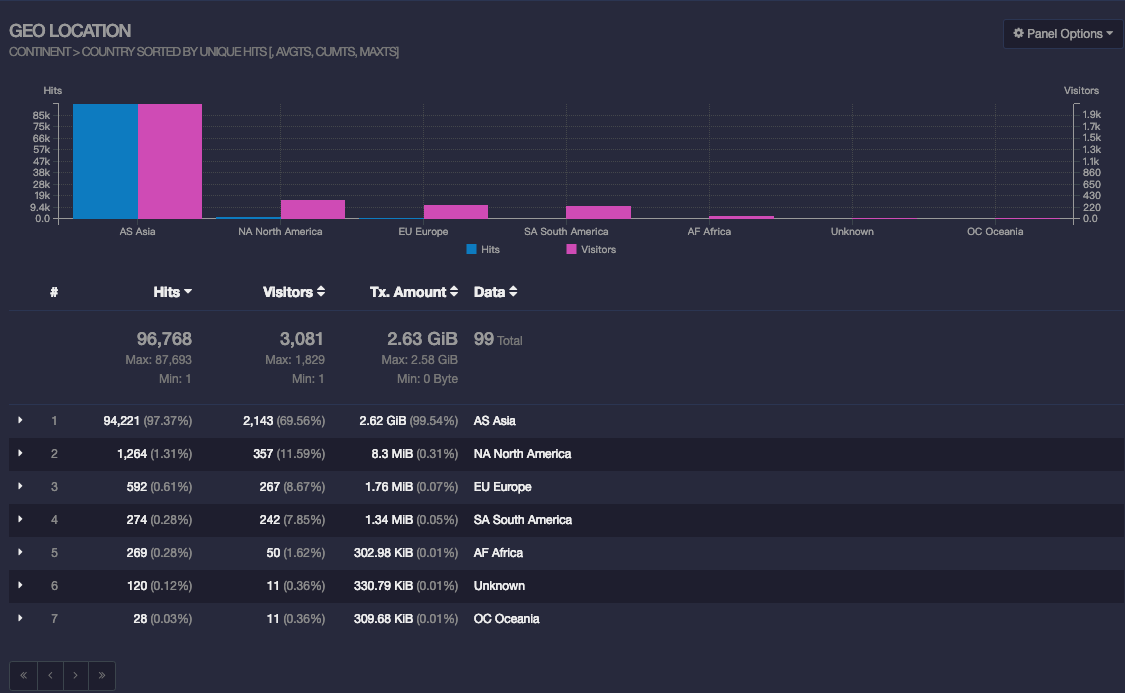 GEO LOCATION
CONTINENT > COUNTRY SORTED BY UNIQUE HITS [, AVGTS, CUMTS, MAXTS]
Panel Options
Hits Visitors
85k 1.9k
75k 1.7k
66k 1.5k
57k 1.3k
47k 1.1k
38k 860
28k 650
19k 430
9.4k 220
0.0 0.0
AS Asia NA North America EU Europe SA South America AF Africa Unknown OC Oceania
Hits Visitors
# Hits Visitors Tx. Amount Data
96,768 3,081 2.63 GiB 99 Total
Max: 87,693 Max: 1,829 Max: 2.58 GiB
Min: 1 Min: 1 Min: 0 Byte
1 94,221 (97.37%) 2,143 (69.56%) 2.62 GiB (99.54%) AS Asia
2 1,264 (1.31%) 357 (11.59%) 8.3 MiB (0.31%) NA North America
3 592 (0.61%) 267 (8.67%) 1.76 MiB (0.07%) EU Europe
4 274 (0.28%) 242 (7.85%) 1.34 MiB (0.05%) SA South America
5 269 (0.28%) 50 (1.62%) 302.98 KiB (0.01%) AF Africa
6 120 (0.12%) 11 (0.36%) 330.79 KiB (0.01%) Unknown
7 28 (0.03%) 11 (0.36%) 309.68 KiB (0.01%) OC Oceania
« ‹ › »